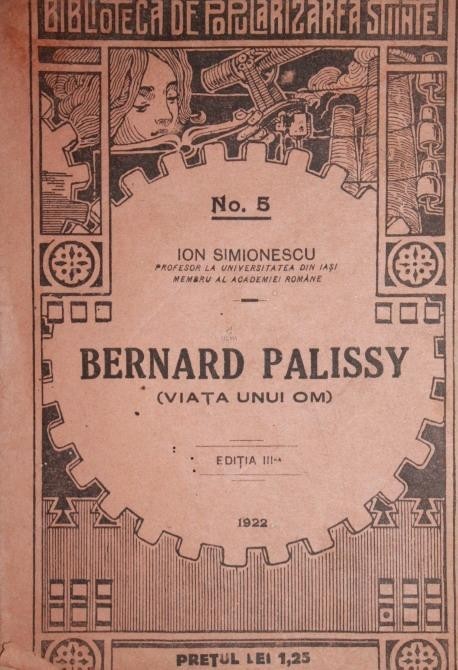 BIBLIOTECA DE POPULARIZAREA STIINTEI
No. 5
ION SIMIONESCU
PROFESOR LA UNIVERSITATEA DIN IAȘI
MEMBRU AL ACADEMIEI ROMÂNE
BERNARD PALISSY
(VIAȚA UNUI OM)
EDIȚIA III-A
1922
PREȚUL LEI 1,25